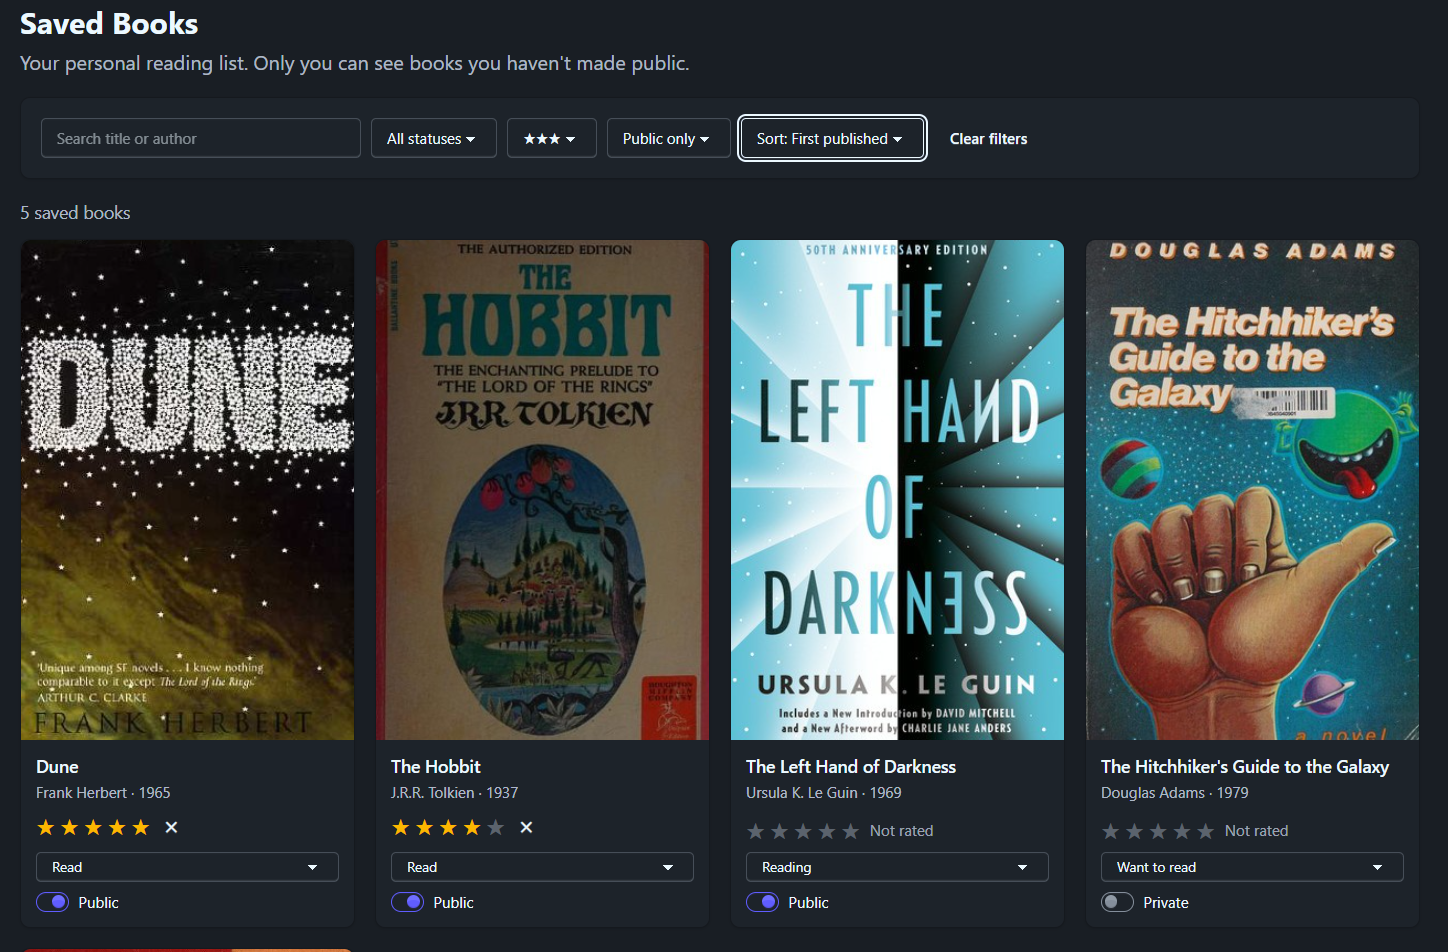 Saved Books
Your personal reading list. Only you can see books you haven't made public.
Search title or author
All statuses
★★★
Public only
Sort: First published
Clear filters
5 saved books
DUNE
'Unique among SF novels . . . I know nothing
comparable to it except The Lord of the Rings.'
ARTHUR C. CLARKE
FRANK HERBERT
Dune
Frank Herbert · 1965
Read
Public
BALLANTINE BOOKS
THE AUTHORIZED EDITION
THE
HOBBIT
THE ENCHANTING PRELUDE TO
"THE LORD OF THE RINGS"
J.R.R. TOLKIEN
HOUGHTON
MIFFLIN
COMPANY
The Hobbit
J.R.R. Tolkien · 1937
Read
Public
50TH ANNIVERSARY EDITION
THE
LEFT HAND
OF
DARKNESS
URSULA K. LE GUIN
Includes a New Introduction by DAVID MITCHELL
and a New Afterword by CHARLIE JANE ANDERS
The Left Hand of Darkness
Ursula K. Le Guin · 1969
Not rated
Reading
Public
DOUGLAS ADAMS
The Hitchhiker's
Guide to the
Galaxy
a novel
The Hitchhiker's Guide to the Galaxy
Douglas Adams · 1979
Not rated
Want to read
Private